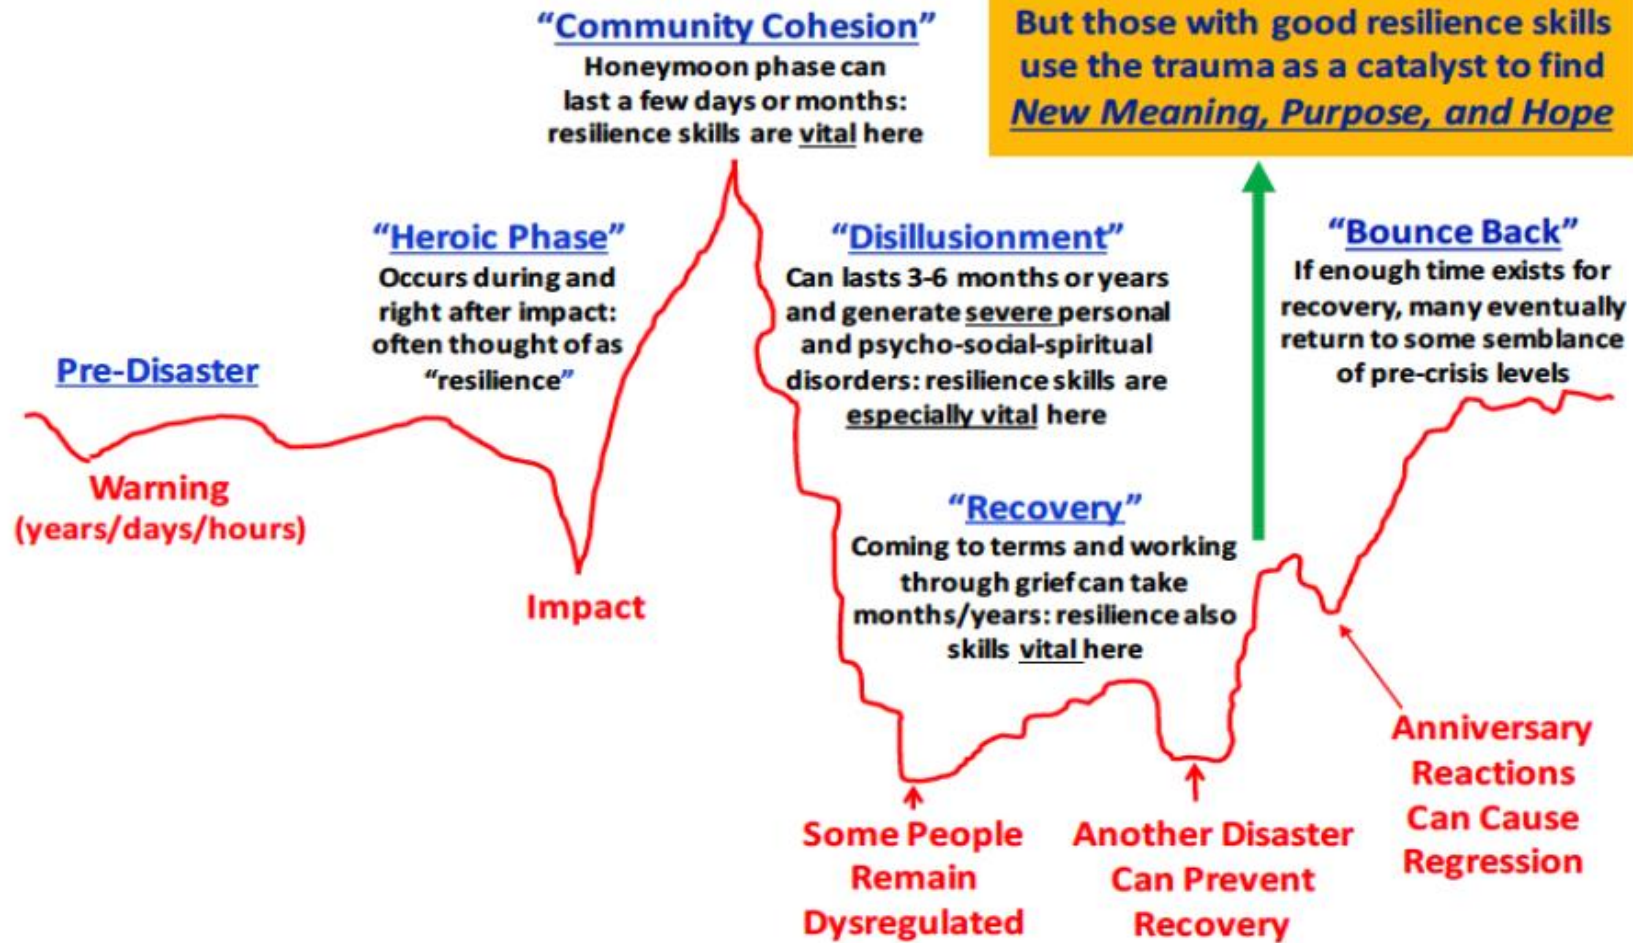 “Community Cohesion”
Honeymoon phase can
last a few days or months:
resilience skills are vital here
But those with good resilience skills
use the trauma as a catalyst to find
New Meaning, Purpose, and Hope
“Heroic Phase”
Occurs during and
right after impact:
often thought of as
“resilience”
“Disillusionment”
Can lasts 3-6 months or years
and generate severe personal
and psycho-social-spiritual
disorders: resilience skills are
especially vital here
“Bounce Back”
If enough time exists for
recovery, many eventually
return to some semblance
of pre-crisis levels
Pre-Disaster
Warning
(years/days/hours)
Impact
“Recovery”
Coming to terms and working
through grief can take
months/years: resilience also
skills vital here
Some People
Remain
Dysregulated
Another Disaster
Can Prevent
Recovery
Anniversary
Reactions
Can Cause
Regression